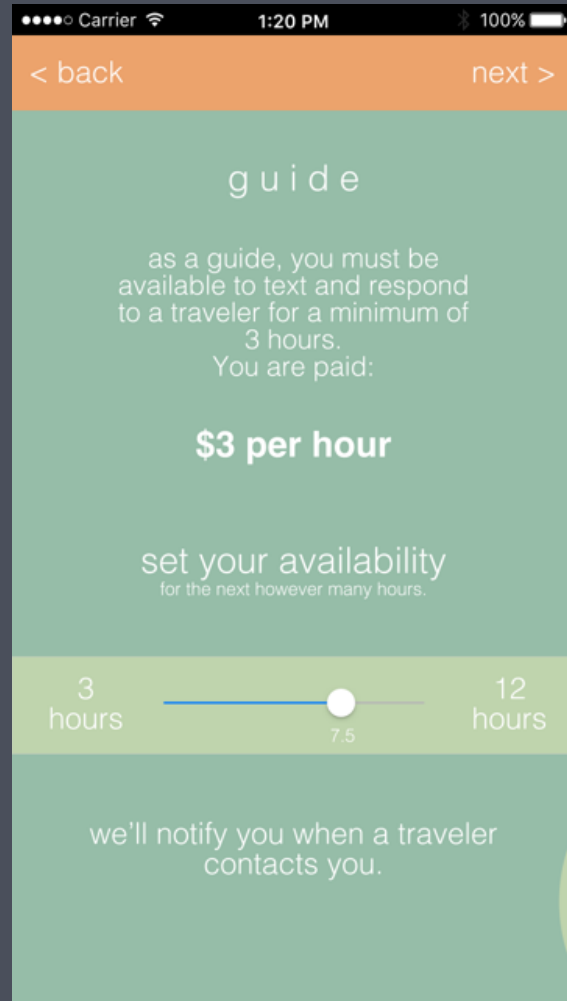 Carrier 1:20 PM 100%
< back next >
guide
as a guide, you must be
available to text and respond
to a traveler for a minimum of
3 hours.
You are paid:
$3 per hour
set your availability
for the next however many hours.
3 12
hours hours
7.5
we'll notify you when a traveler
contacts you.